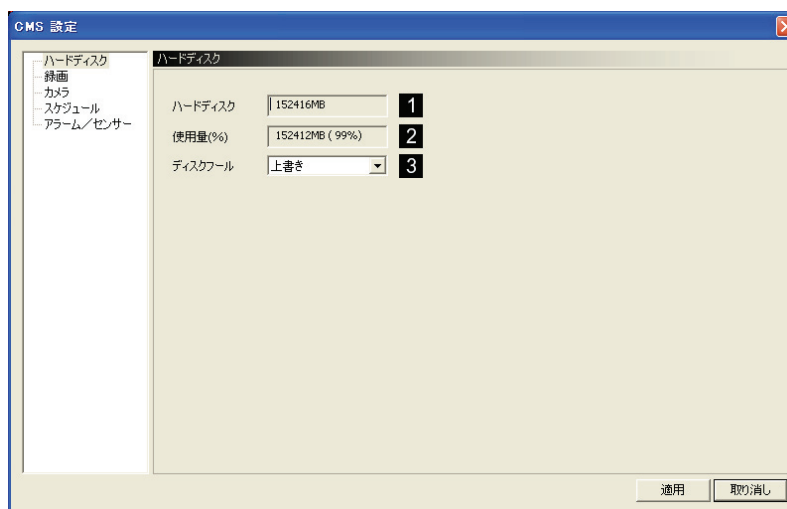 CMS 設定
ハードディスク
録画
カメラ
スケジュール
アラーム／センサー
ハードディスク
ハードディスク 152416MB 1
使用量(%) 152412MB ( 99%) 2
ディスクフール 上書き 3
適用 取り消し